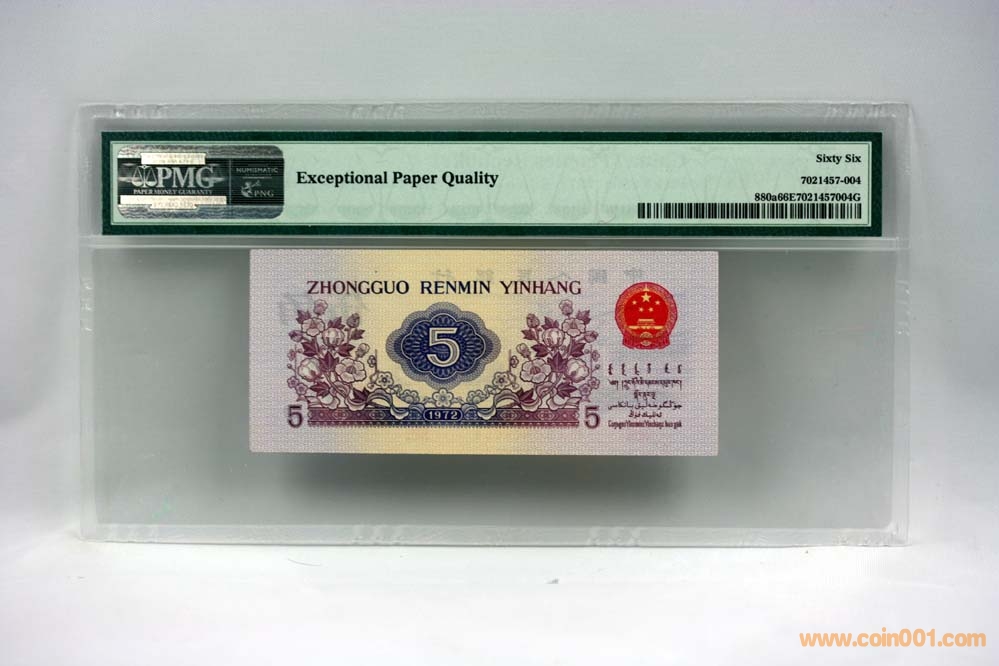 PMG
PAPER MONEY GUARANTY
NUMISMATIC
PNG
Exceptional Paper Quality
Sixty Six
7021457-004
880a66E7021457004G
ZHONGGUO RENMIN YINHANG
5
5
1972
5
www.coin001.com